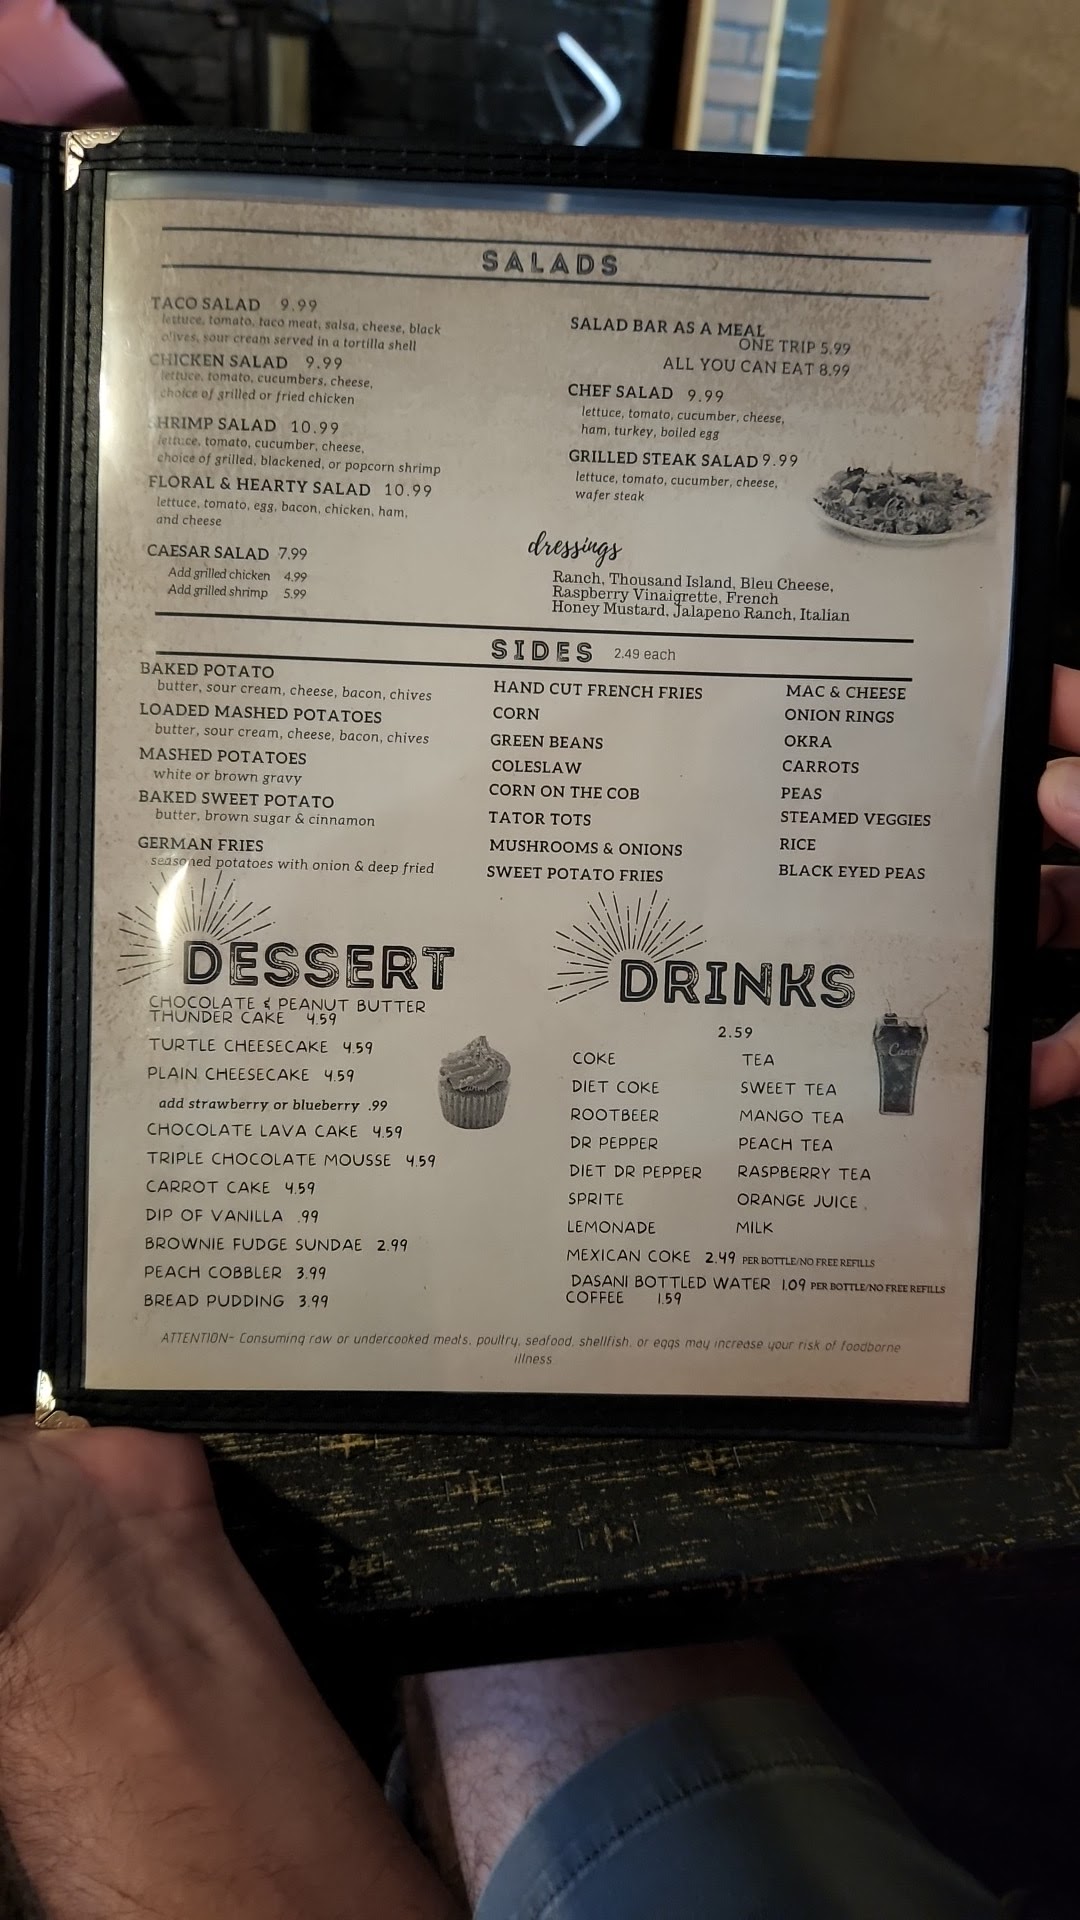 SALADS
TACO SALAD 9.99
lettuce, tomato, taco meat, salsa, cheese, black
olives, sour cream served in a tortilla shell
CHICKEN SALAD 9.99
lettuce, tomato, cucumbers, cheese,
choice of grilled or fried chicken
SHRIMP SALAD 10.99
lettuce, tomato, cucumber, cheese,
choice of grilled, blackened, or popcorn shrimp
FLORAL & HEARTY SALAD 10.99
lettuce, tomato, egg, bacon, chicken, ham,
and cheese
CAESAR SALAD 7.99
Add grilled chicken 4.99
Add grilled shrimp 5.99
SALAD BAR AS A MEAL
ONE TRIP 5.99
ALL YOU CAN EAT 8.99
CHEF SALAD 9.99
lettuce, tomato, cucumber, cheese,
ham, turkey, boiled egg
GRILLED STEAK SALAD 9.99
lettuce, tomato, cucumber, cheese,
wafer steak
dressings
Ranch, Thousand Island, Bleu Cheese,
Raspberry Vinaigrette, French
Honey Mustard, Jalapeno Ranch, Italian
SIDES 2.49 each
BAKED POTATO
butter, sour cream, cheese, bacon, chives
LOADED MASHED POTATOES
butter, sour cream, cheese, bacon, chives
MASHED POTATOES
white or brown gravy
BAKED SWEET POTATO
butter, brown sugar & cinnamon
GERMAN FRIES
seasoned potatoes with onion & deep fried
HAND CUT FRENCH FRIES
CORN
GREEN BEANS
COLESLAW
CORN ON THE COB
TATOR TOTS
MUSHROOMS & ONIONS
SWEET POTATO FRIES
MAC & CHEESE
ONION RINGS
OKRA
CARROTS
PEAS
STEAMED VEGGIES
RICE
BLACK EYED PEAS
DESSERT
CHOCOLATE & PEANUT BUTTER
THUNDER CAKE 4.59
TURTLE CHEESECAKE 4.59
PLAIN CHEESECAKE 4.59
add strawberry or blueberry .99
CHOCOLATE LAVA CAKE 4.59
TRIPLE CHOCOLATE MOUSSE 4.59
CARROT CAKE 4.59
DIP OF VANILLA .99
BROWNIE FUDGE SUNDAE 2.99
PEACH COBBLER 3.99
BREAD PUDDING 3.99
DRINKS
2.59
COKE
DIET COKE
ROOTBEER
DR PEPPER
DIET DR PEPPER
SPRITE
LEMONADE
TEA
SWEET TEA
MANGO TEA
PEACH TEA
RASPBERRY TEA
ORANGE JUICE
MILK
MEXICAN COKE 2.49 PER BOTTLE/NO FREE REFILLS
DASANI BOTTLED WATER 1.09 PER BOTTLE/NO FREE REFILLS
COFFEE 1.59
ATTENTION- Consuming raw or undercooked meats, poultry, seafood, shellfish, or eggs may increase your risk of foodborne
illness.